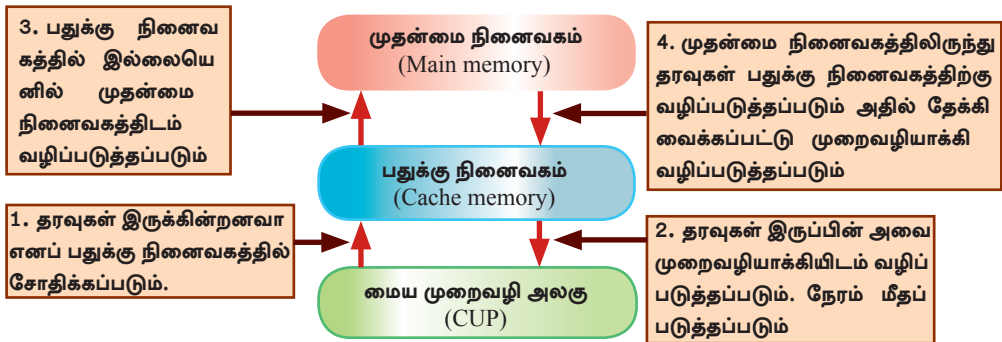 3. பதுக்கு நினைவ
கத்தில் இல்லையெ
னில் முதன்மை
நினைவகத்திடம்
வழிப்படுத்தப்படும்
முதன்மை நினைவகம்
(Main memory)
4. முதன்மை நினைவகத்திலிருந்து
தரவுகள் பதுக்கு நினைவகத்திற்கு
வழிப்படுத்தப்படும் அதில் தேக்கி
வைக்கப்பட்டு முறைவழியாக்கி
வழிப்படுத்தப்படும்
பதுக்கு நினைவகம்
(Cache memory)
1. தரவுகள் இருக்கின்றனவா
எனப் பதுக்கு நினைவகத்தில்
சோதிக்கப்படும்.
2. தரவுகள் இருப்பின் அவை
முறைவழியாக்கியிடம் வழிப்
படுத்தப்படும். நேரம் மீதப்
படுத்தப்படும்
மைய முறைவழி அலகு
(CUP)